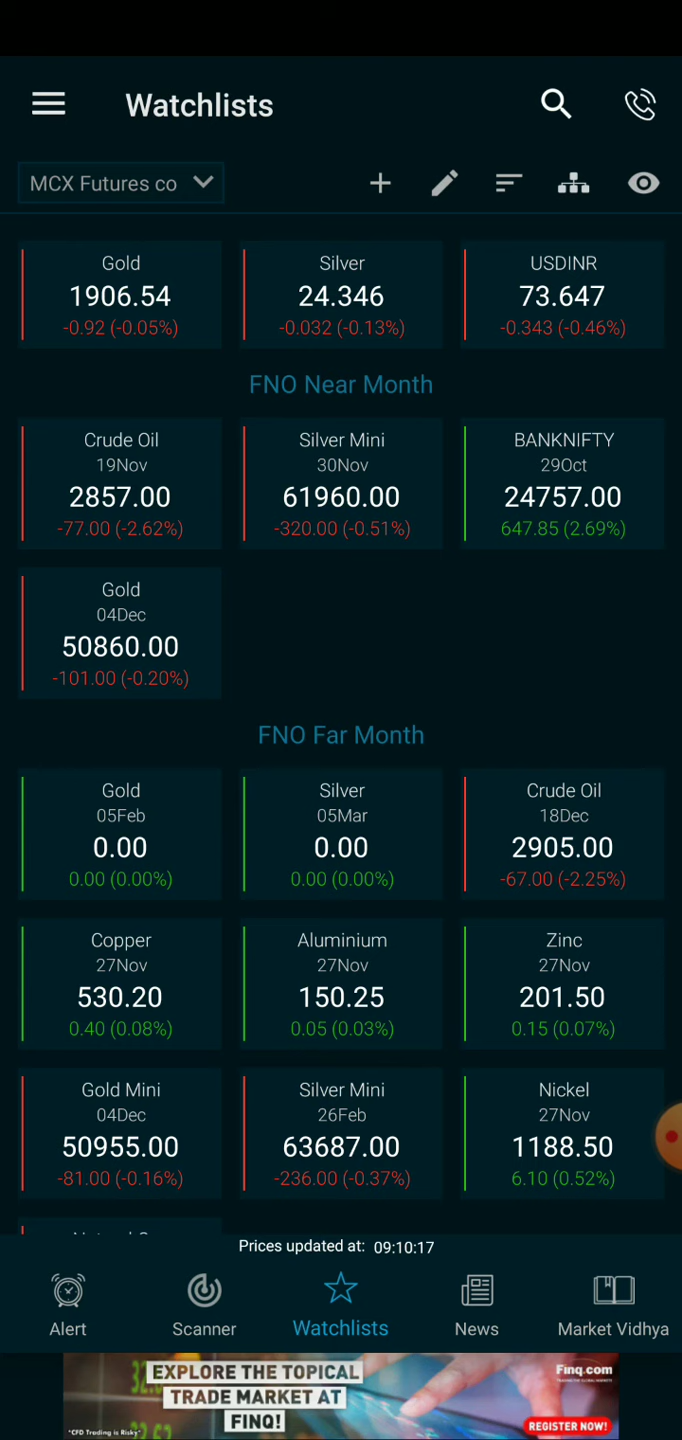 Watchlists
MCX Futures co
Gold
1906.54
-0.92 (-0.05%)
Silver
24.346
-0.032 (-0.13%)
USDINR
73.647
-0.343 (-0.46%)
FNO Near Month
Crude Oil
19Nov
2857.00
-77.00 (-2.62%)
Silver Mini
30Nov
61960.00
-320.00 (-0.51%)
BANKNIFTY
29Oct
24757.00
647.85 (2.69%)
Gold
04Dec
50860.00
-101.00 (-0.20%)
FNO Far Month
Gold
05Feb
0.00
0.00 (0.00%)
Silver
05Mar
0.00
0.00 (0.00%)
Crude Oil
18Dec
2905.00
-67.00 (-2.25%)
Copper
27Nov
530.20
0.40 (0.08%)
Aluminium
27Nov
150.25
0.05 (0.03%)
Zinc
27Nov
201.50
0.15 (0.07%)
Gold Mini
04Dec
50955.00
-81.00 (-0.16%)
Silver Mini
26Feb
63687.00
-236.00 (-0.37%)
Nickel
27Nov
1188.50
6.10 (0.52%)
Prices updated at: 09:10:17
Alert
Scanner
Watchlists
News
Market Vidhya
EXPLORE THE TOPICAL
TRADE MARKET AT
FINQ!
*CFD Trading is Risky*
Finq.com
REGISTER NOW!